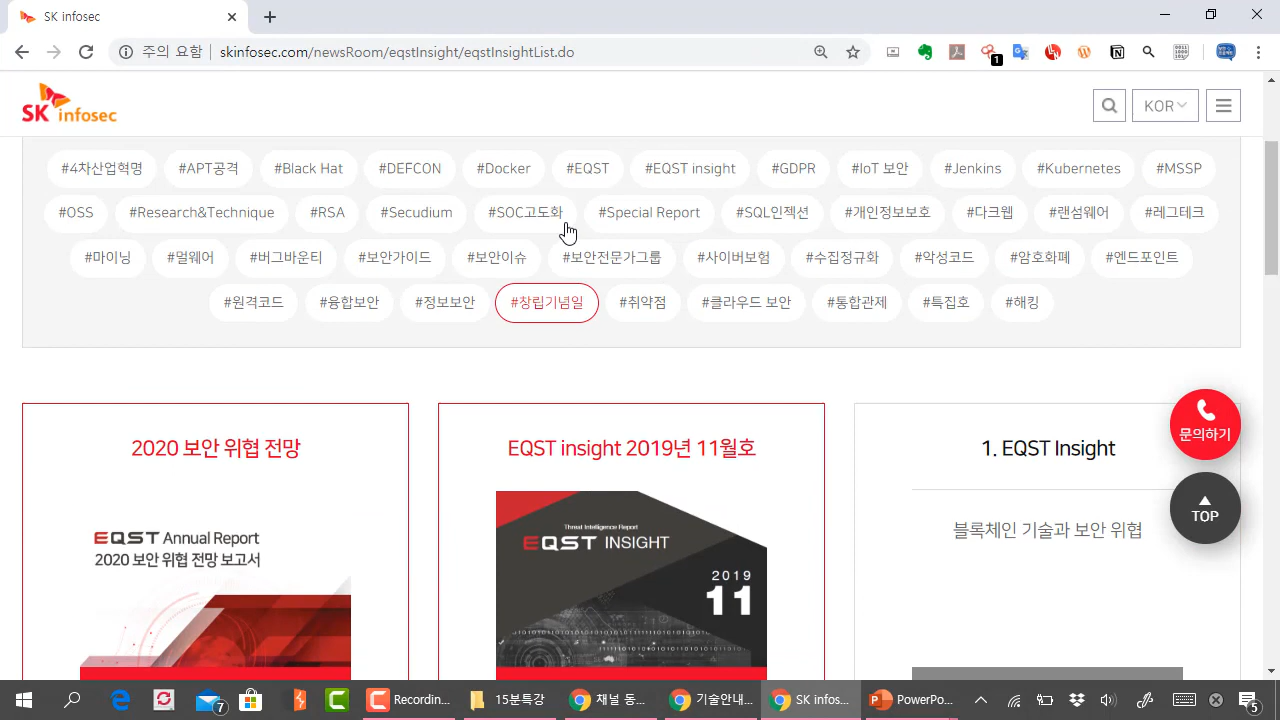 SK infosec
주의 요함
skinfosec.com/newsRoom/eqstInsight/eqstInsightList.do
1
SK infosec
KOR
#4차산업혁명 #APT공격 #Black Hat #DEFCON #Docker #EQST #EQST insight #GDPR #IoT 보안 #Jenkins #Kubernetes #MSSP
#OSS #Research&Technique #RSA #Secudium #SOC고도화 #Special Report #SQL인젝션 #개인정보보호 #다크웹 #랜섬웨어 #레그테크
#마이닝 #멀웨어 #버그바운티 #보안가이드 #보안이슈 #보안전문가그룹 #사이버보험 #수집정규화 #악성코드 #암호화폐 #엔드포인트
#원격코드 #융합보안 #정보보안 #창립기념일 #취약점 #클라우드 보안 #통합관제 #특집호 #해킹
2020 보안 위협 전망
EQST Annual Report
2020 보안 위협 전망 보고서
EQST insight 2019년 11월호
Threat Intelligence Report
EQST INSIGHT
2019
11
1. EQST Insight
블록체인 기술과 보안 위협
문의하기
TOP
7
Recordin...
15분특강
채널 동...
기술안내...
SK infos...
PowerPo...
5